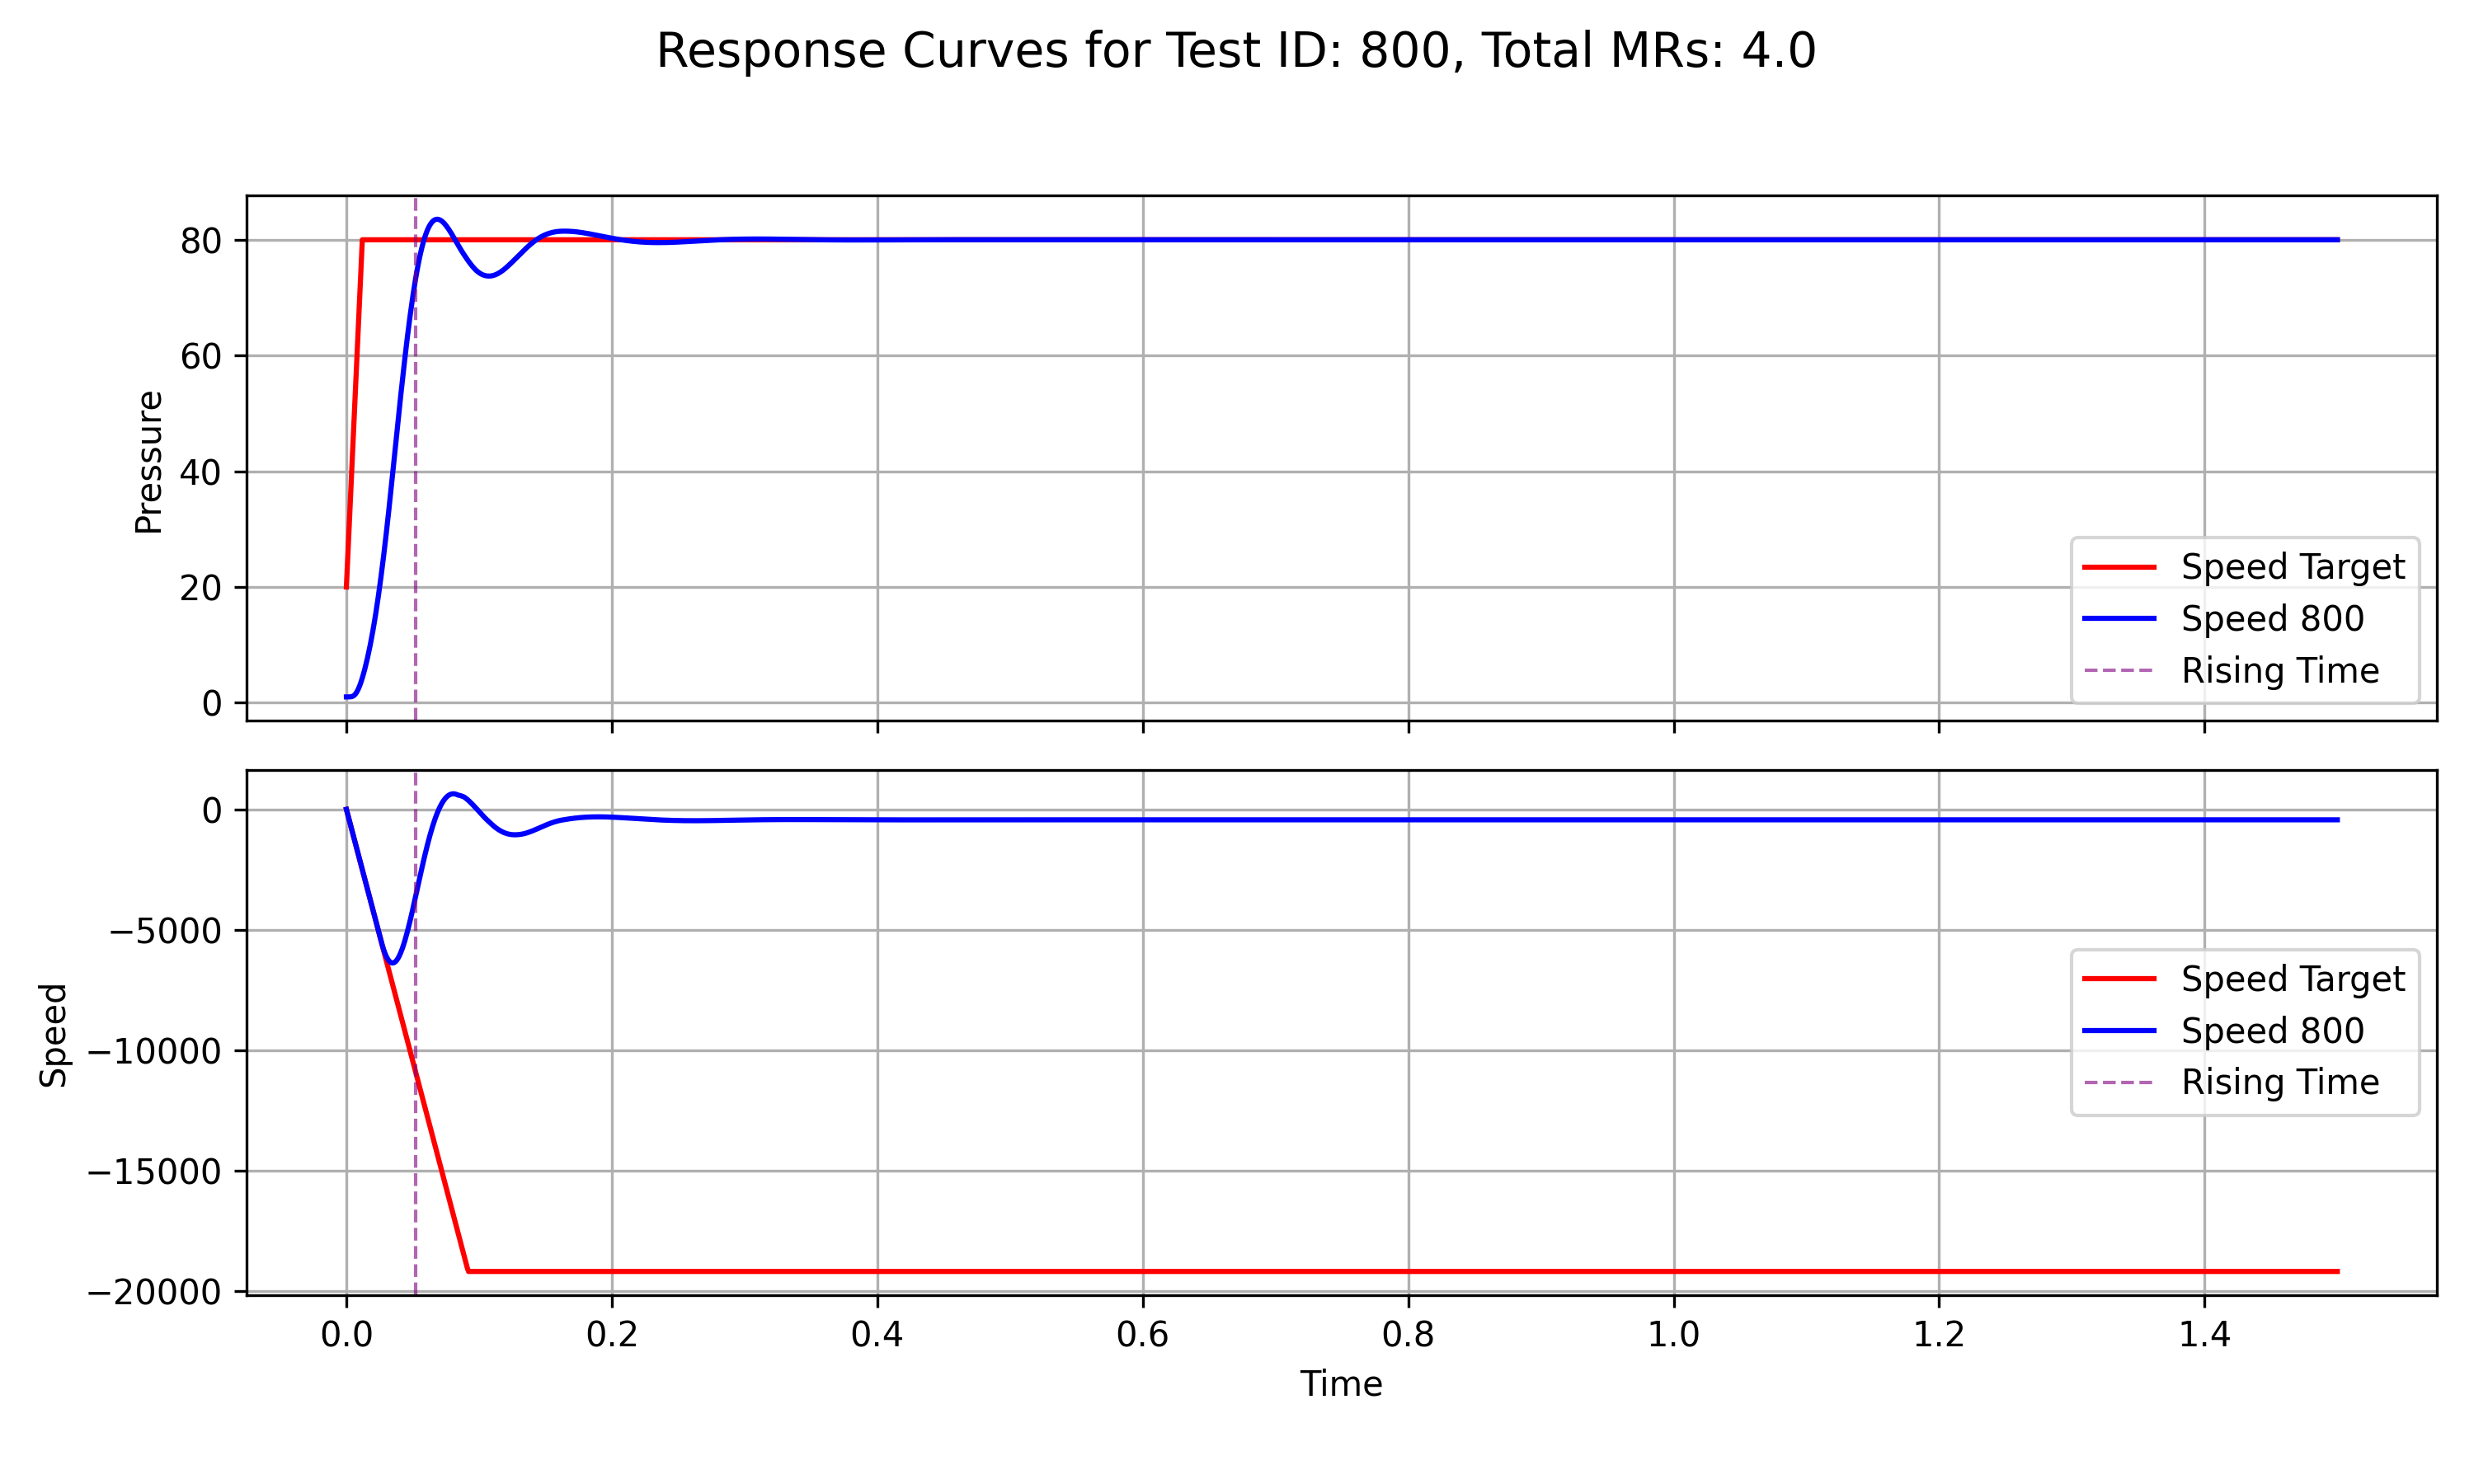 Response Curves for Test ID: 800, Total MRs: 4.0
80
60
40
20
0
Pressure
Speed Target
Speed 800
Rising Time
0
−5000
−10000
−15000
−20000
Speed
Speed Target
Speed 800
Rising Time
0.0 0.2 0.4 0.6 0.8 1.0 1.2 1.4
Time